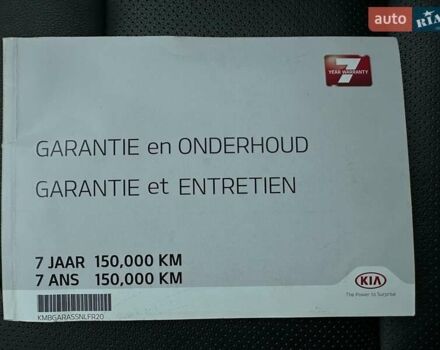 auto RIA
7
YEAR WARRANTY
GARANTIE en ONDERHOUD
GARANTIE et ENTRETIEN
7 JAAR 150,000 KM
7 ANS 150,000 KM
KMBGARASSNLFR20
KIA
The Power to Surprise